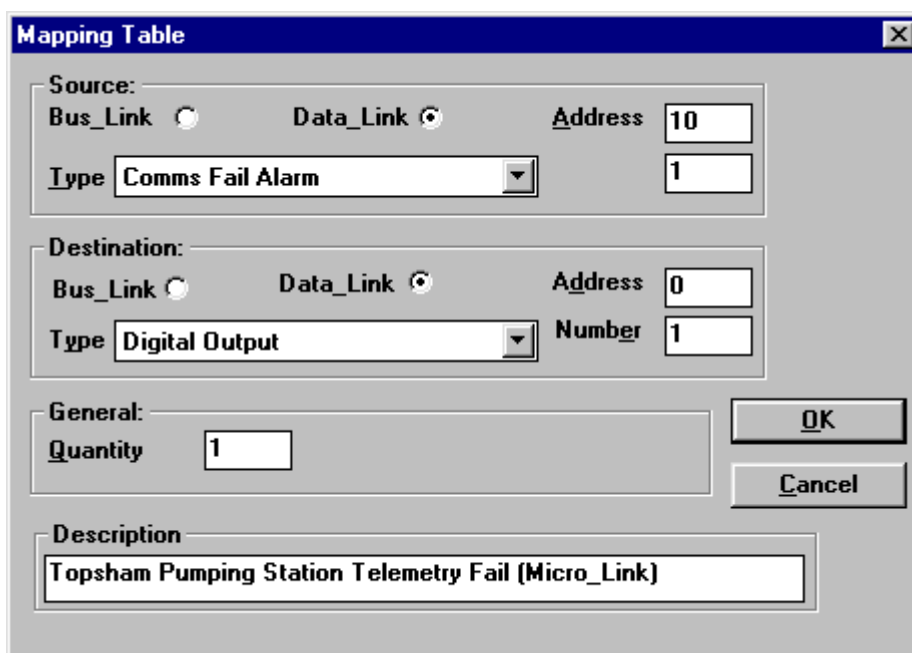 Mapping Table
Source:
Bus_Link Data_Link Address 10
Type Comms Fail Alarm 1
Destination:
Bus_Link Data_Link Address 0
Type Digital Output Number 1
General:
Quantity 1
OK
Cancel
Description
Topsham Pumping Station Telemetry Fail (Micro_Link)